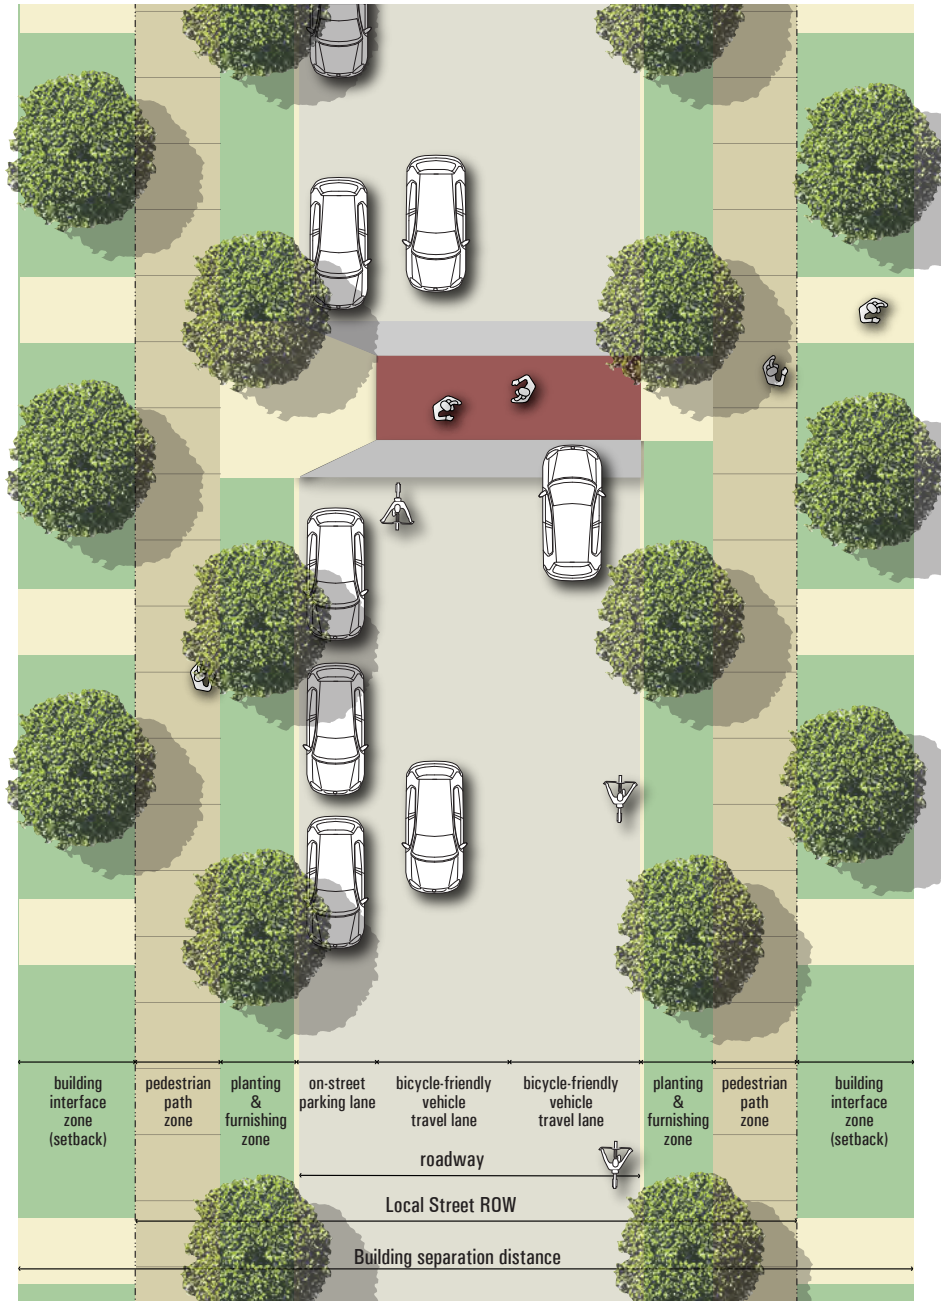 building
interface
zone
(setback)
pedestrian
path
zone
planting
&
furnishing
zone
on-street
parking lane
bicycle-friendly
vehicle
travel lane
bicycle-friendly
vehicle
travel lane
planting
&
furnishing
zone
pedestrian
path
zone
building
interface
zone
(setback)
roadway
Local Street ROW
Building separation distance